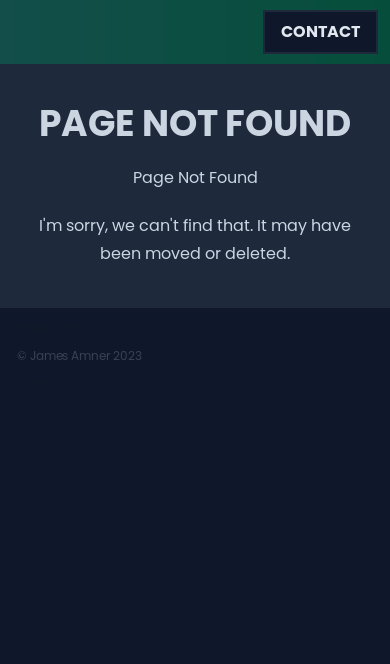 CONTACT
PAGE NOT FOUND
Page Not Found
I'm sorry, we can't find that. It may have
been moved or deleted.
© James Amner 2023